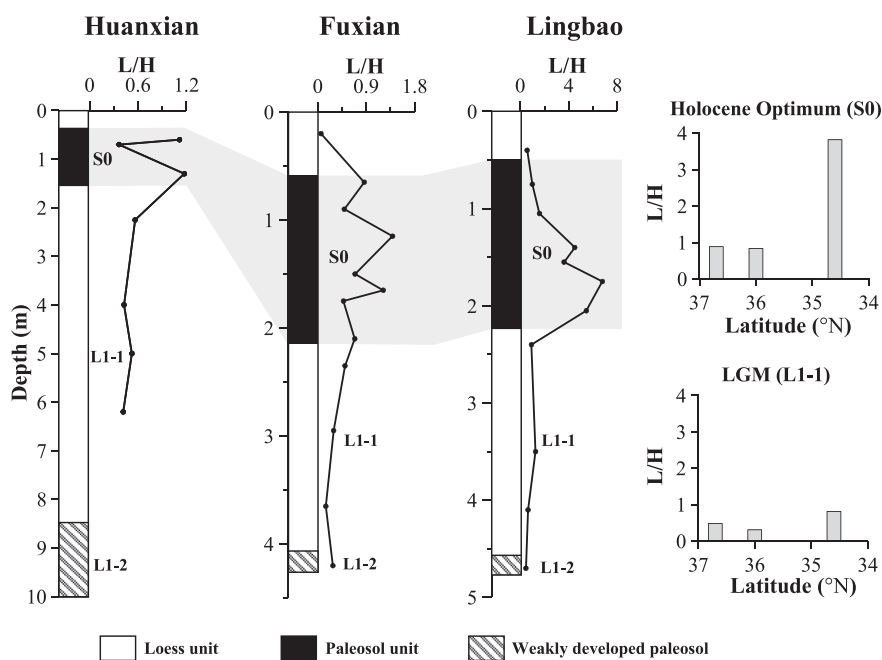 Huanxian
Fuxian
Lingbao
L/H
0 0.6 1.2
L/H
0 0.9 1.8
L/H
0 4 8
Depth (m)
0
1
2
3
4
5
6
7
8
9
10
S0
L1-1
L1-2
0
1
2
3
4
S0
L1-1
L1-2
0
1
2
3
4
5
S0
L1-1
L1-2
Holocene Optimum (S0)
L/H
4
3
2
1
0
37 36 35 34
Latitude (°N)
LGM (L1-1)
L/H
4
3
2
1
0
37 36 35 34
Latitude (°N)
Loess unit
Paleosol unit
Weakly developed paleosol